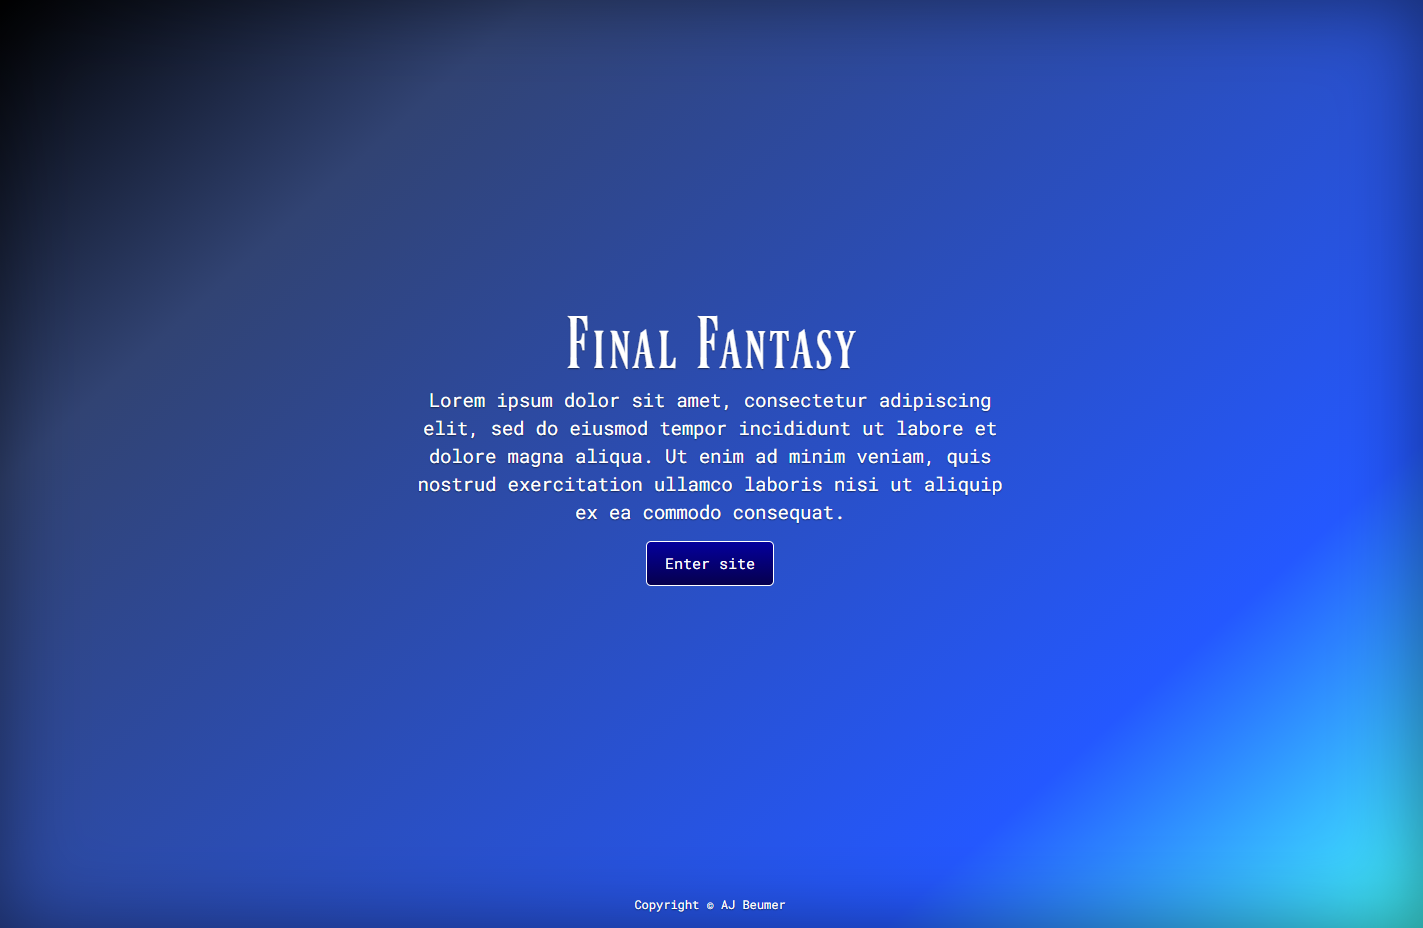 Final Fantasy
Lorem ipsum dolor sit amet, consectetur adipiscing
elit, sed do eiusmod tempor incididunt ut labore et
dolore magna aliqua. Ut enim ad minim veniam, quis
nostrud exercitation ullamco laboris nisi ut aliquip
ex ea commodo consequat.
Enter site
Copyright © AJ Beumer